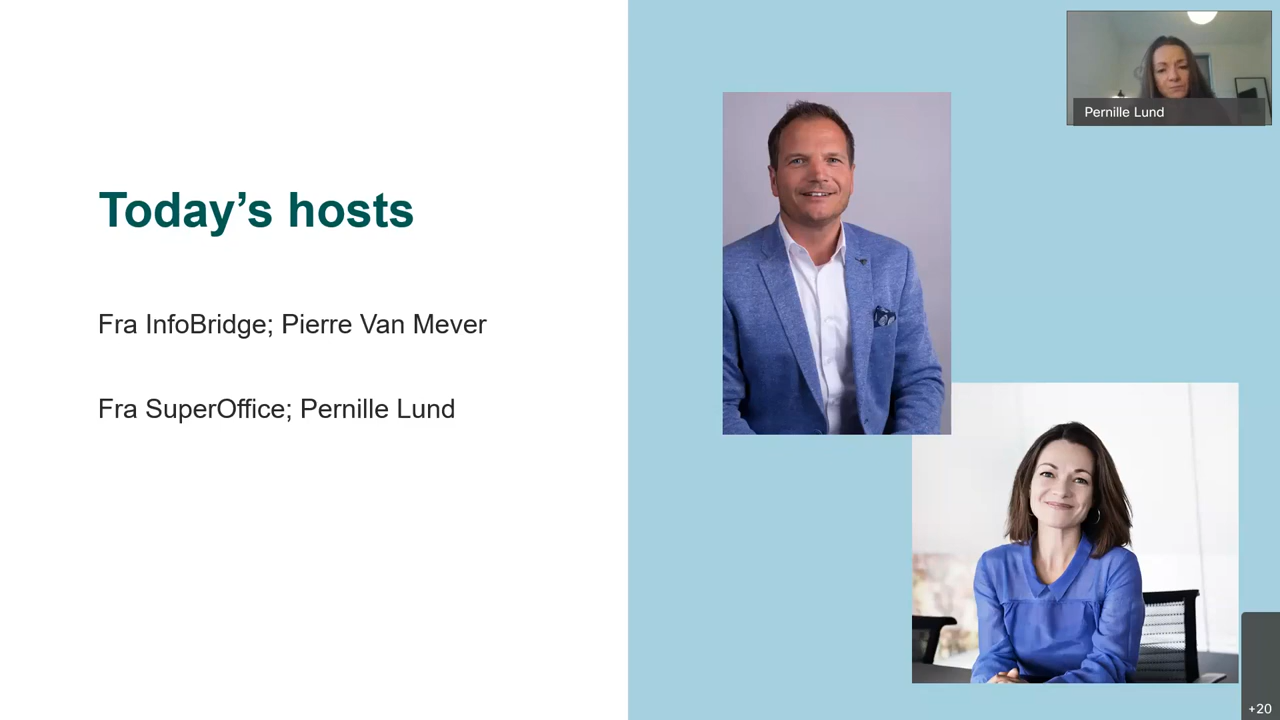 Today’s hosts
Fra InfoBridge; Pierre Van Mever
Fra SuperOffice; Pernille Lund
Pernille Lund
+20